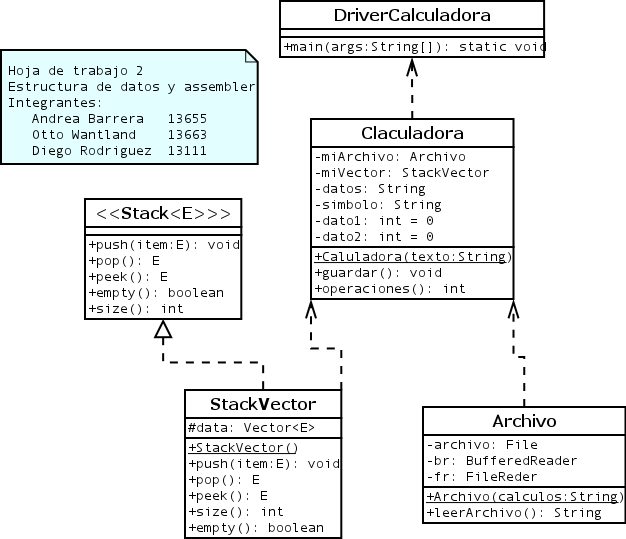 DriverCalculadora
+main(args:String[]): static void
Hoja de trabajo 2
Estructura de datos y assembler
Integrantes:
Andrea Barrera 13655
Otto Wantland 13663
Diego Rodriguez 13111
Claculadora
-miArchivo: Archivo
-miVector: StackVector
-datos: String
-simbolo: String
-dato1: int = 0
-dato2: int = 0
+Caluladora(texto:String)
+guardar(): void
+operaciones(): int
<<Stack<E>>>
+push(item:E): void
+pop(): E
+peek(): E
+empty(): boolean
+size(): int
StackVector
#data: Vector<E>
+StackVector()
+push(item:E): void
+pop(): E
+peek(): E
+size(): int
+empty(): boolean
Archivo
-archivo: File
-br: BufferedReader
-fr: FileReder
+Archivo(calculos:String)
+leerArchivo(): String